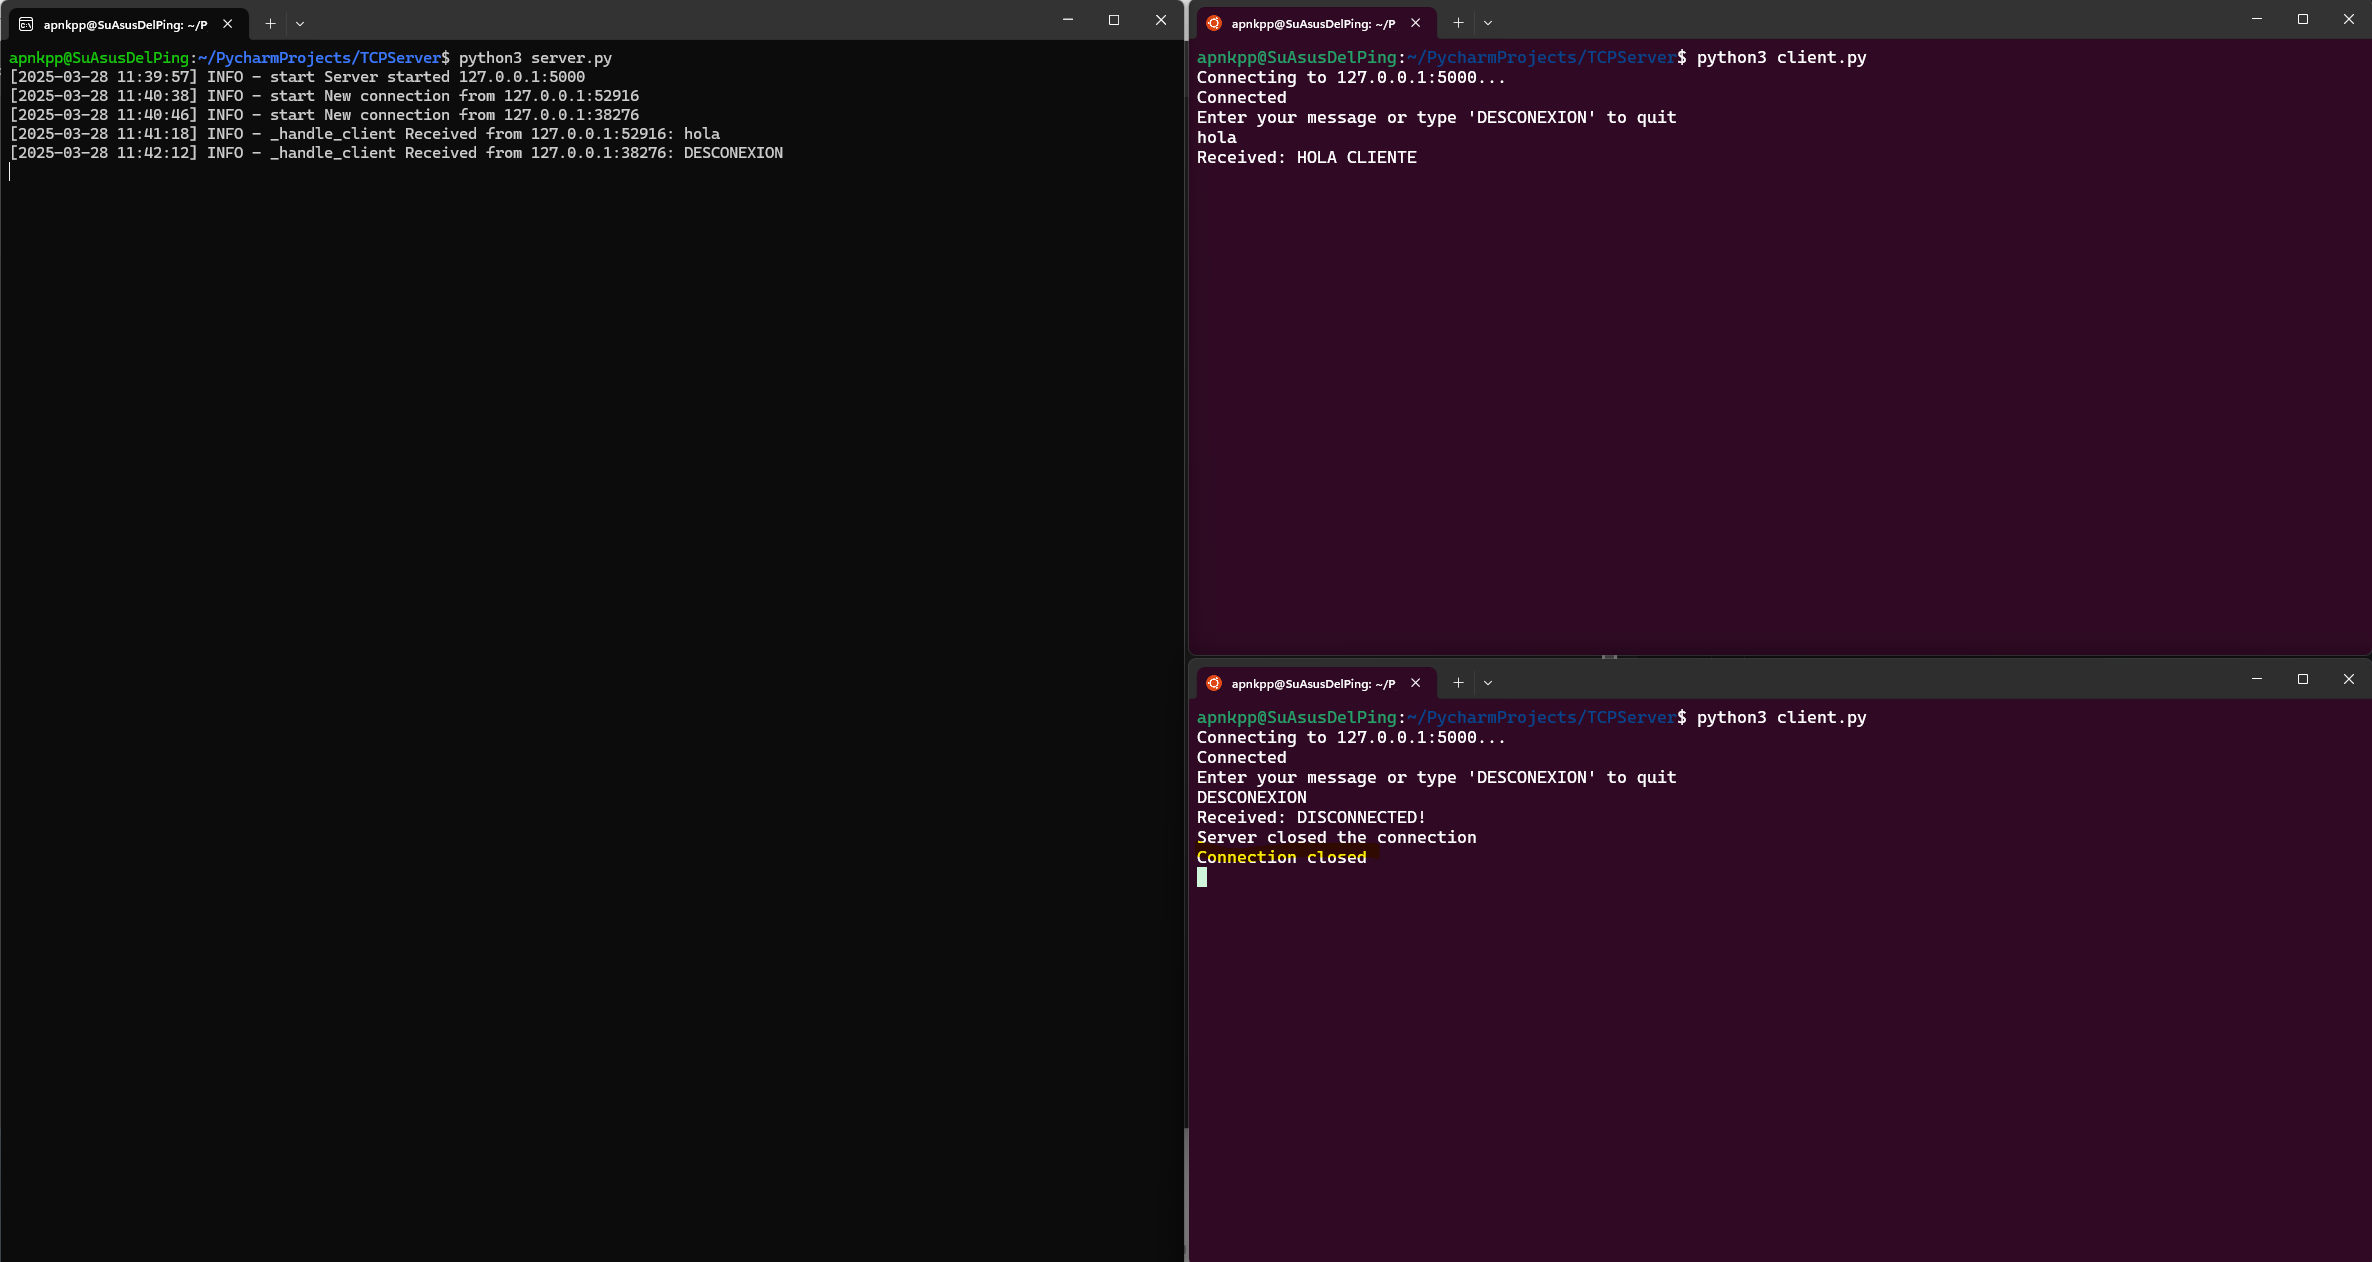 apnkpp@SuAsusDelPing: ~/P
apnkpp@SuAsusDelPing:~/PycharmProjects/TCPServer$ python3 server.py
[2025-03-28 11:39:57] INFO - start Server started 127.0.0.1:5000
[2025-03-28 11:40:38] INFO - start New connection from 127.0.0.1:52916
[2025-03-28 11:40:46] INFO - start New connection from 127.0.0.1:38276
[2025-03-28 11:41:18] INFO - _handle_client Received from 127.0.0.1:52916: hola
[2025-03-28 11:42:12] INFO - _handle_client Received from 127.0.0.1:38276: DESCONEXION
apnkpp@SuAsusDelPing: ~/P
apnkpp@SuAsusDelPing:~/PycharmProjects/TCPServer$ python3 client.py
Connecting to 127.0.0.1:5000...
Connected
Enter your message or type 'DESCONEXION' to quit
hola
Received: HOLA CLIENTE
apnkpp@SuAsusDelPing: ~/P
apnkpp@SuAsusDelPing:~/PycharmProjects/TCPServer$ python3 client.py
Connecting to 127.0.0.1:5000...
Connected
Enter your message or type 'DESCONEXION' to quit
DESCONEXION
Received: DISCONNECTED!
Server closed the connection
Connection closed